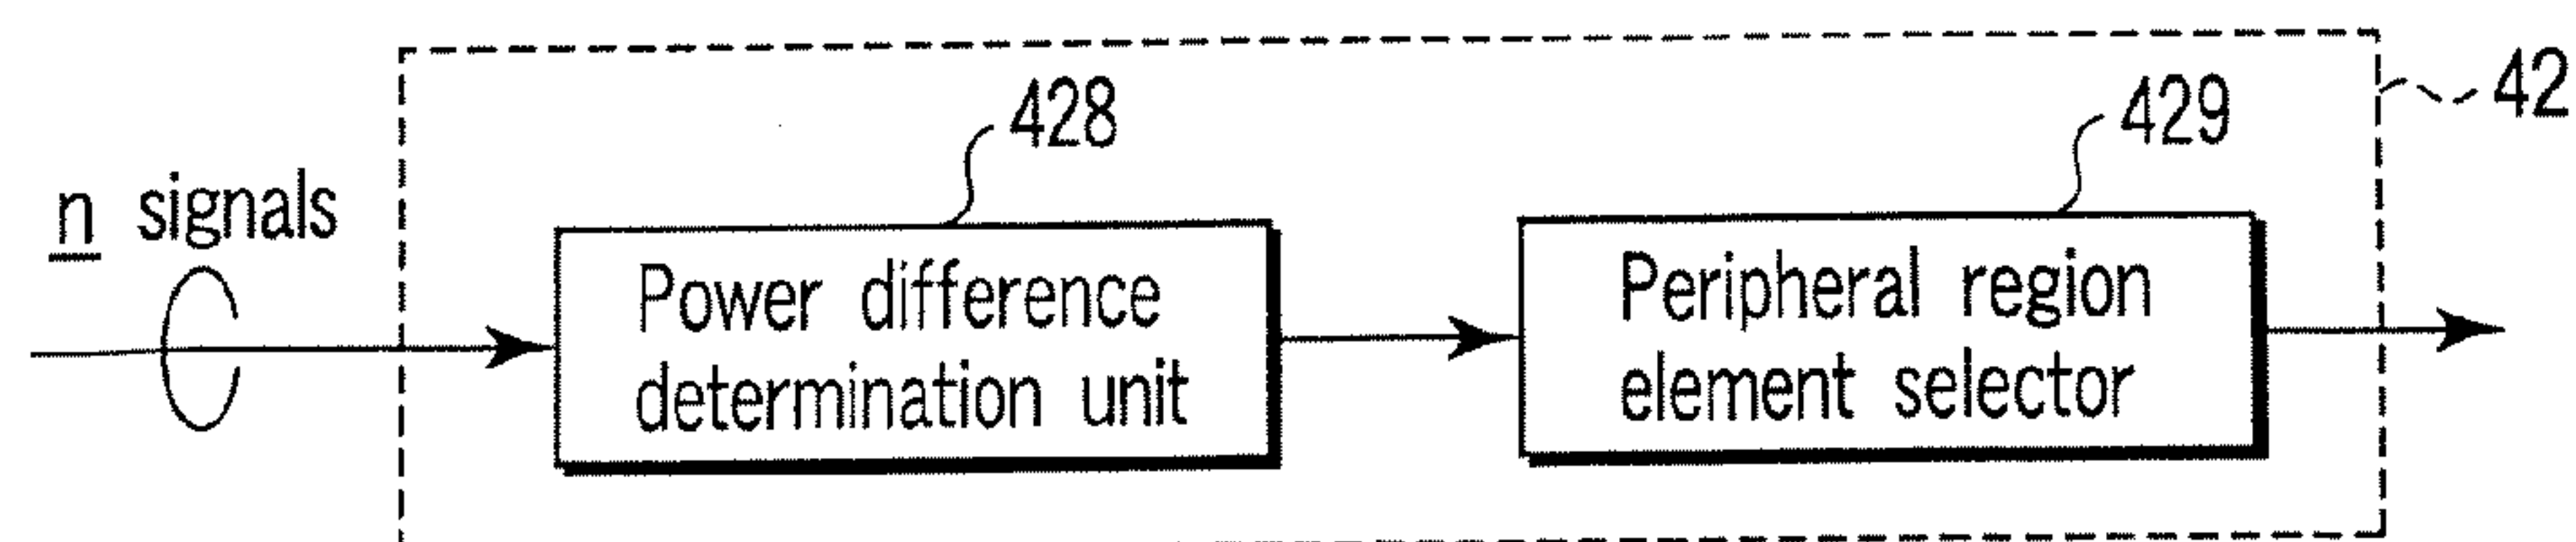 428
429
42
n signals
Power difference
determination unit
Peripheral region
element selector